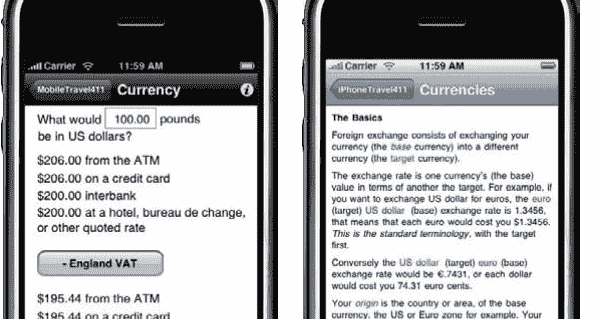 Carrier 11:59 AM
MobileTravel411 Currency
What would 100.00 pounds
be in US dollars?
$206.00 from the ATM
$206.00 on a credit card
$200.00 interbank
$200.00 at a hotel, bureau de change,
or other quoted rate
- England VAT
$195.44 from the ATM
$195.44 on a credit card
Carrier 11:59 AM
iPhoneTravel411 Currencies
The Basics
Foreign exchange consists of exchanging your
currency (the base currency) into a different
currency (the target currency).
The exchange rate is one currency's (the base)
value in terms of another the target. For example, if
you want to exchange US dollar for euros, the euro
(target) US dollar (base) exchange rate is 1.3456,
that means that each euro would cost you $1.3456.
This is the standard terminology, with the target
first.
Conversely the US dollar (target) euro (base)
exchange rate would be €.7431, or each dollar
would cost you 74.31 euro cents.
Your origin is the country or area, of the base
currency, the US or Euro zone for example. Your